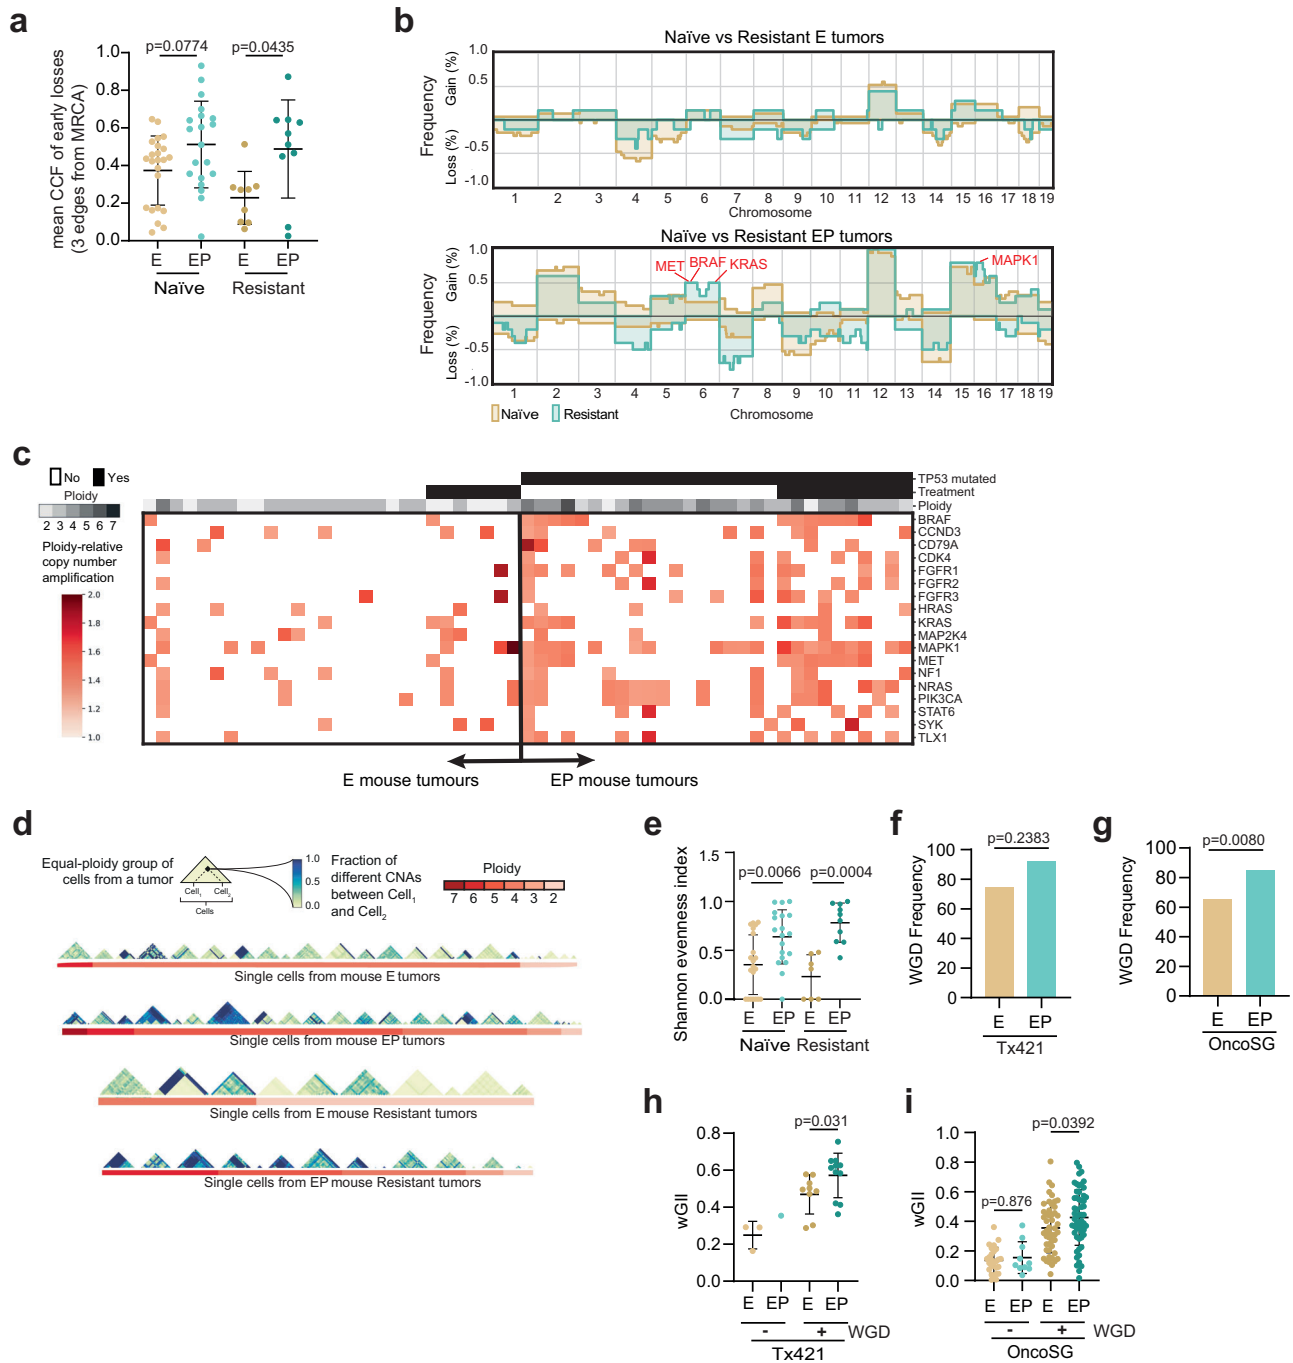 a
p=0.0774
p=0.0435
mean CCF of early losses
(3 edges from MRCA)
1.0
0.8
0.6
0.4
0.2
0.0
E
EP
E
EP
Naïve
Resistant
b
Naïve vs Resistant E tumors
Frequency
Gain (%)
Loss (%)
1.0
0.5
-0.5
-1.0
1 2 3 4 5 6 7 8 9 10 11 12 13 14 15 16 17 18 19
Chromosome
Naïve vs Resistant EP tumors
MET
BRAF
KRAS
MAPK1
Frequency
Gain (%)
Loss (%)
1.0
0.5
-0.5
-1.0
1 2 3 4 5 6 7 8 9 10 11 12 13 14 15 16 17 18 19
Naïve
Resistant
Chromosome
c
No
Yes
Ploidy
2 3 4 5 6 7
Ploidy-relative
copy number
amplification
2.0
1.8
1.6
1.4
1.2
1.0
TP53 mutated
Treatment
Ploidy
BRAF
CCND3
CD79A
CDK4
FGFR1
FGFR2
FGFR3
HRAS
KRAS
MAP2K4
MAPK1
MET
NF1
NRAS
PIK3CA
STAT6
SYK
TLX1
E mouse tumours
EP mouse tumours
d
Equal-ploidy group of
cells from a tumor
Cell1
Cell2
Cells
1.0
0.5
0.0
Fraction of
different CNAs
between Cell1
and Cell2
Ploidy
7 6 5 4 3 2
Single cells from mouse E tumors
Single cells from mouse EP tumors
Single cells from E mouse Resistant tumors
Single cells from EP mouse Resistant tumors
e
Shannon evenness index
1.5
1.0
0.5
0.0
p=0.0066
p=0.0004
E
EP
E
EP
Naïve
Resistant
f
WGD Frequency
p=0.2383
100
80
60
40
20
0
E
EP
Tx421
g
WGD Frequency
p=0.0080
100
80
60
40
20
0
E
EP
OncoSG
h
wGII
0.8
0.6
0.4
0.2
0.0
p=0.031
E
EP
E
EP
-
+
WGD
Tx421
i
wGII
1.0
0.8
0.6
0.4
0.2
0.0
p=0.876
p=0.0392
E
EP
E
EP
-
+
WGD
OncoSG